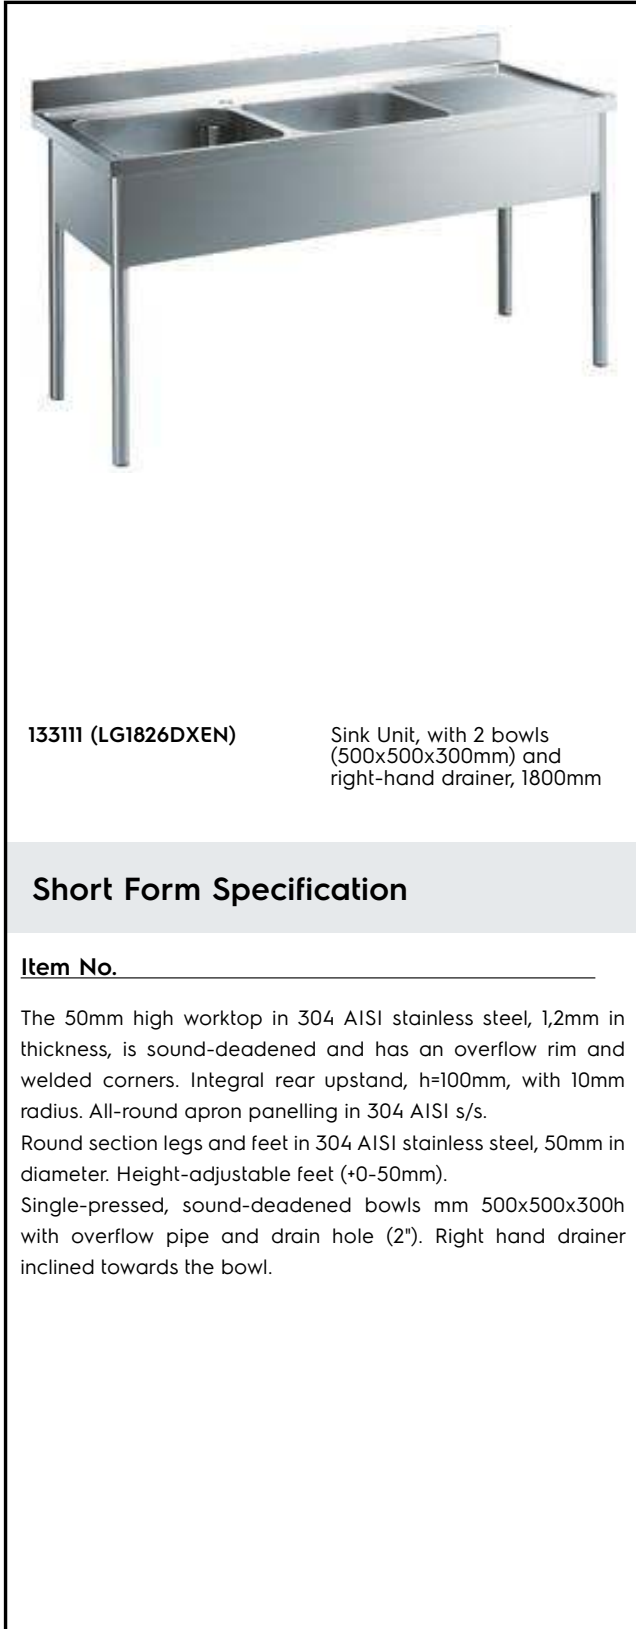 133111 (LG1826DXEN)
Sink Unit, with 2 bowls
(500x500x300mm) and
right-hand drainer, 1800mm
Short Form Specification
Item No.
The 50mm high worktop in 304 AISI stainless steel, 1,2mm in
thickness, is sound-deadened and has an overflow rim and
welded corners. Integral rear upstand, h=100mm, with 10mm
radius. All-round apron panelling in 304 AISI s/s.
Round section legs and feet in 304 AISI stainless steel, 50mm in
diameter. Height-adjustable feet (+0-50mm).
Single-pressed, sound-deadened bowls mm 500x500x300h
with overflow pipe and drain hole (2"). Right hand drainer
inclined towards the bowl.